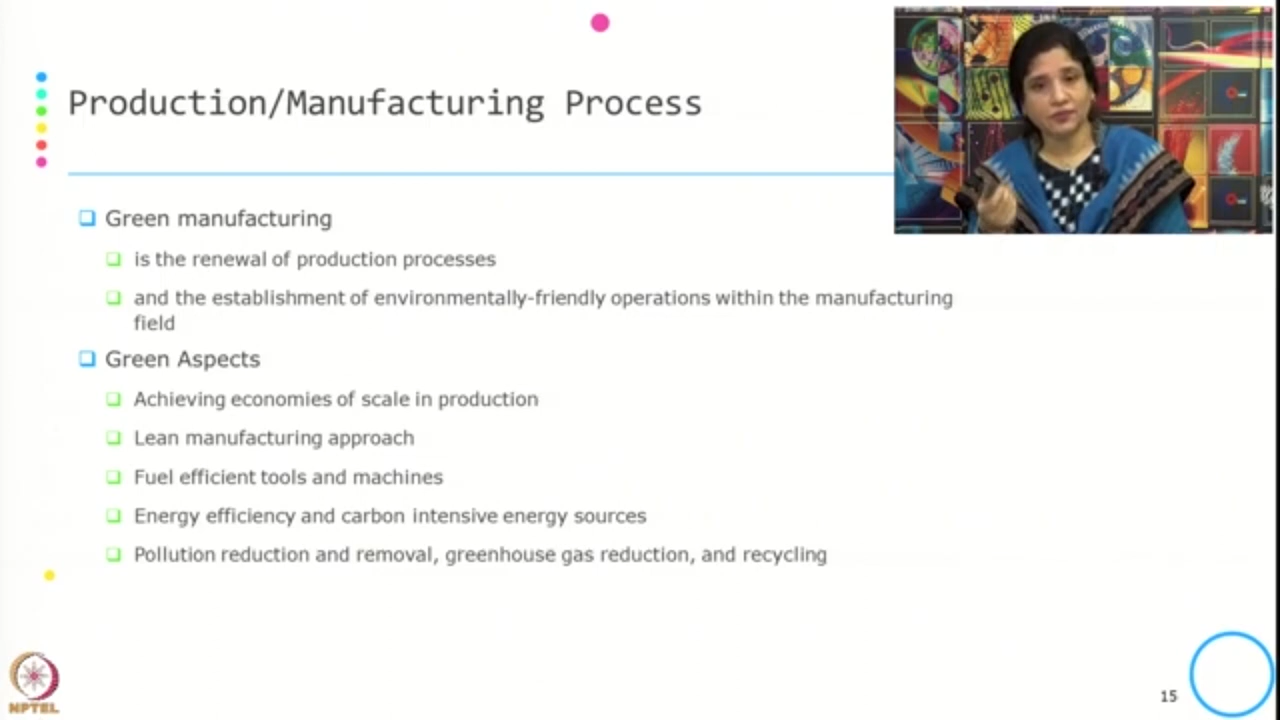 Production/Manufacturing Process
Green manufacturing
is the renewal of production processes
and the establishment of environmentally-friendly operations within the manufacturing
field
Green Aspects
Achieving economies of scale in production
Lean manufacturing approach
Fuel efficient tools and machines
Energy efficiency and carbon intensive energy sources
Pollution reduction and removal, greenhouse gas reduction, and recycling
NPTEL
15